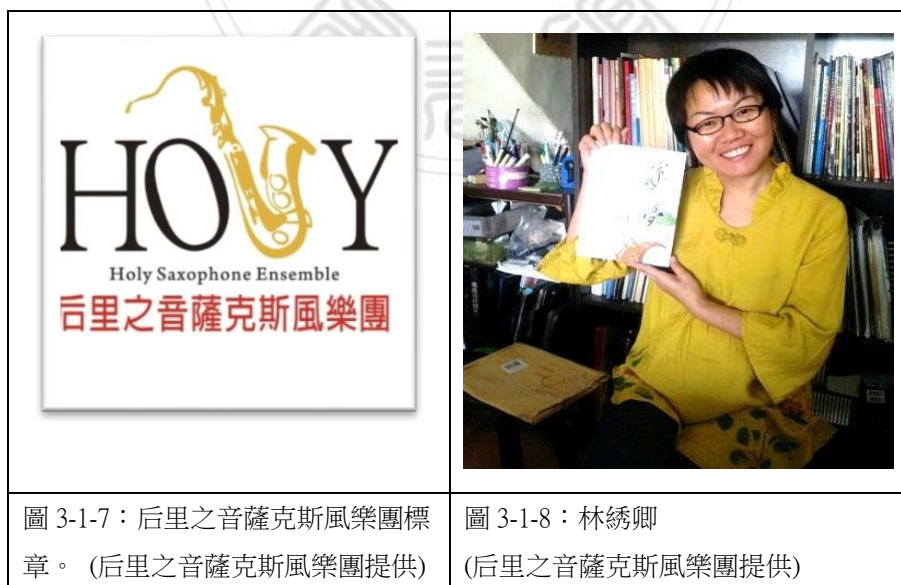 HOLY
Holy Saxophone Ensemble
后里之音薩克斯風樂團
圖 3-1-7：后里之音薩克斯風樂團標
章。 (后里之音薩克斯風樂團提供)
圖 3-1-8：林綉卿
(后里之音薩克斯風樂團提供)